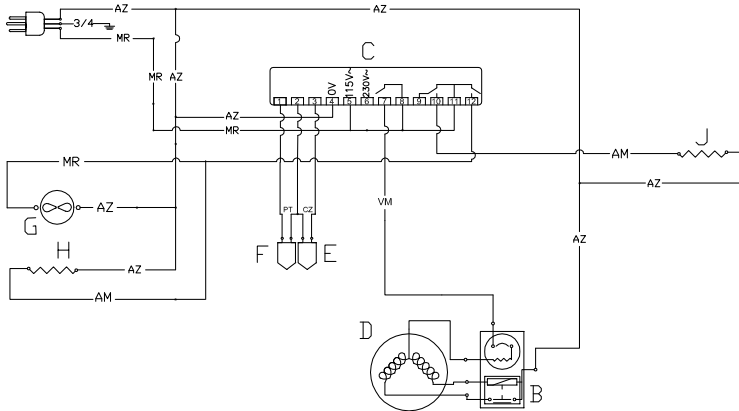 AZ
AZ
3/4
MR
MR AZ
C
0V
115V~
230V~
1 2 3 4 5 6 7 8 9 10 11 12
AZ
MR
J
AM
MR
AZ
VM
AZ
PT CZ
G
F E
AZ
H
AZ
AM
D
B